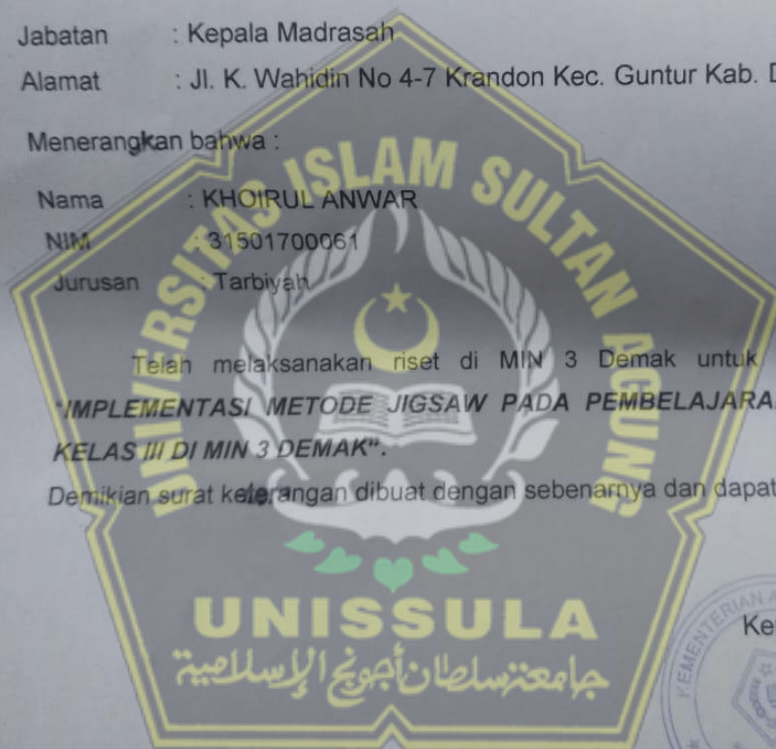 Jabatan : Kepala Madrasah
Alamat : Jl. K. Wahidin No 4-7 Krandon Kec. Guntur Kab. D
Menerangkan bahwa :
Nama : KHOIRUL ANWAR
NIM : 31501700061
Jurusan : Tarbiyah
Telah melaksanakan riset di MIN 3 Demak untuk
"IMPLEMENTASI METODE JIGSAW PADA PEMBELAJARA
KELAS III DI MIN 3 DEMAK".
Demikian surat keterangan dibuat dengan sebenarnya dan dapat
Ke
KEMENTERIAN A
UNIVERSITAS ISLAM SULTAN AGUNG
UNISSULA
جامعة سلطان أجونج الإسلامية